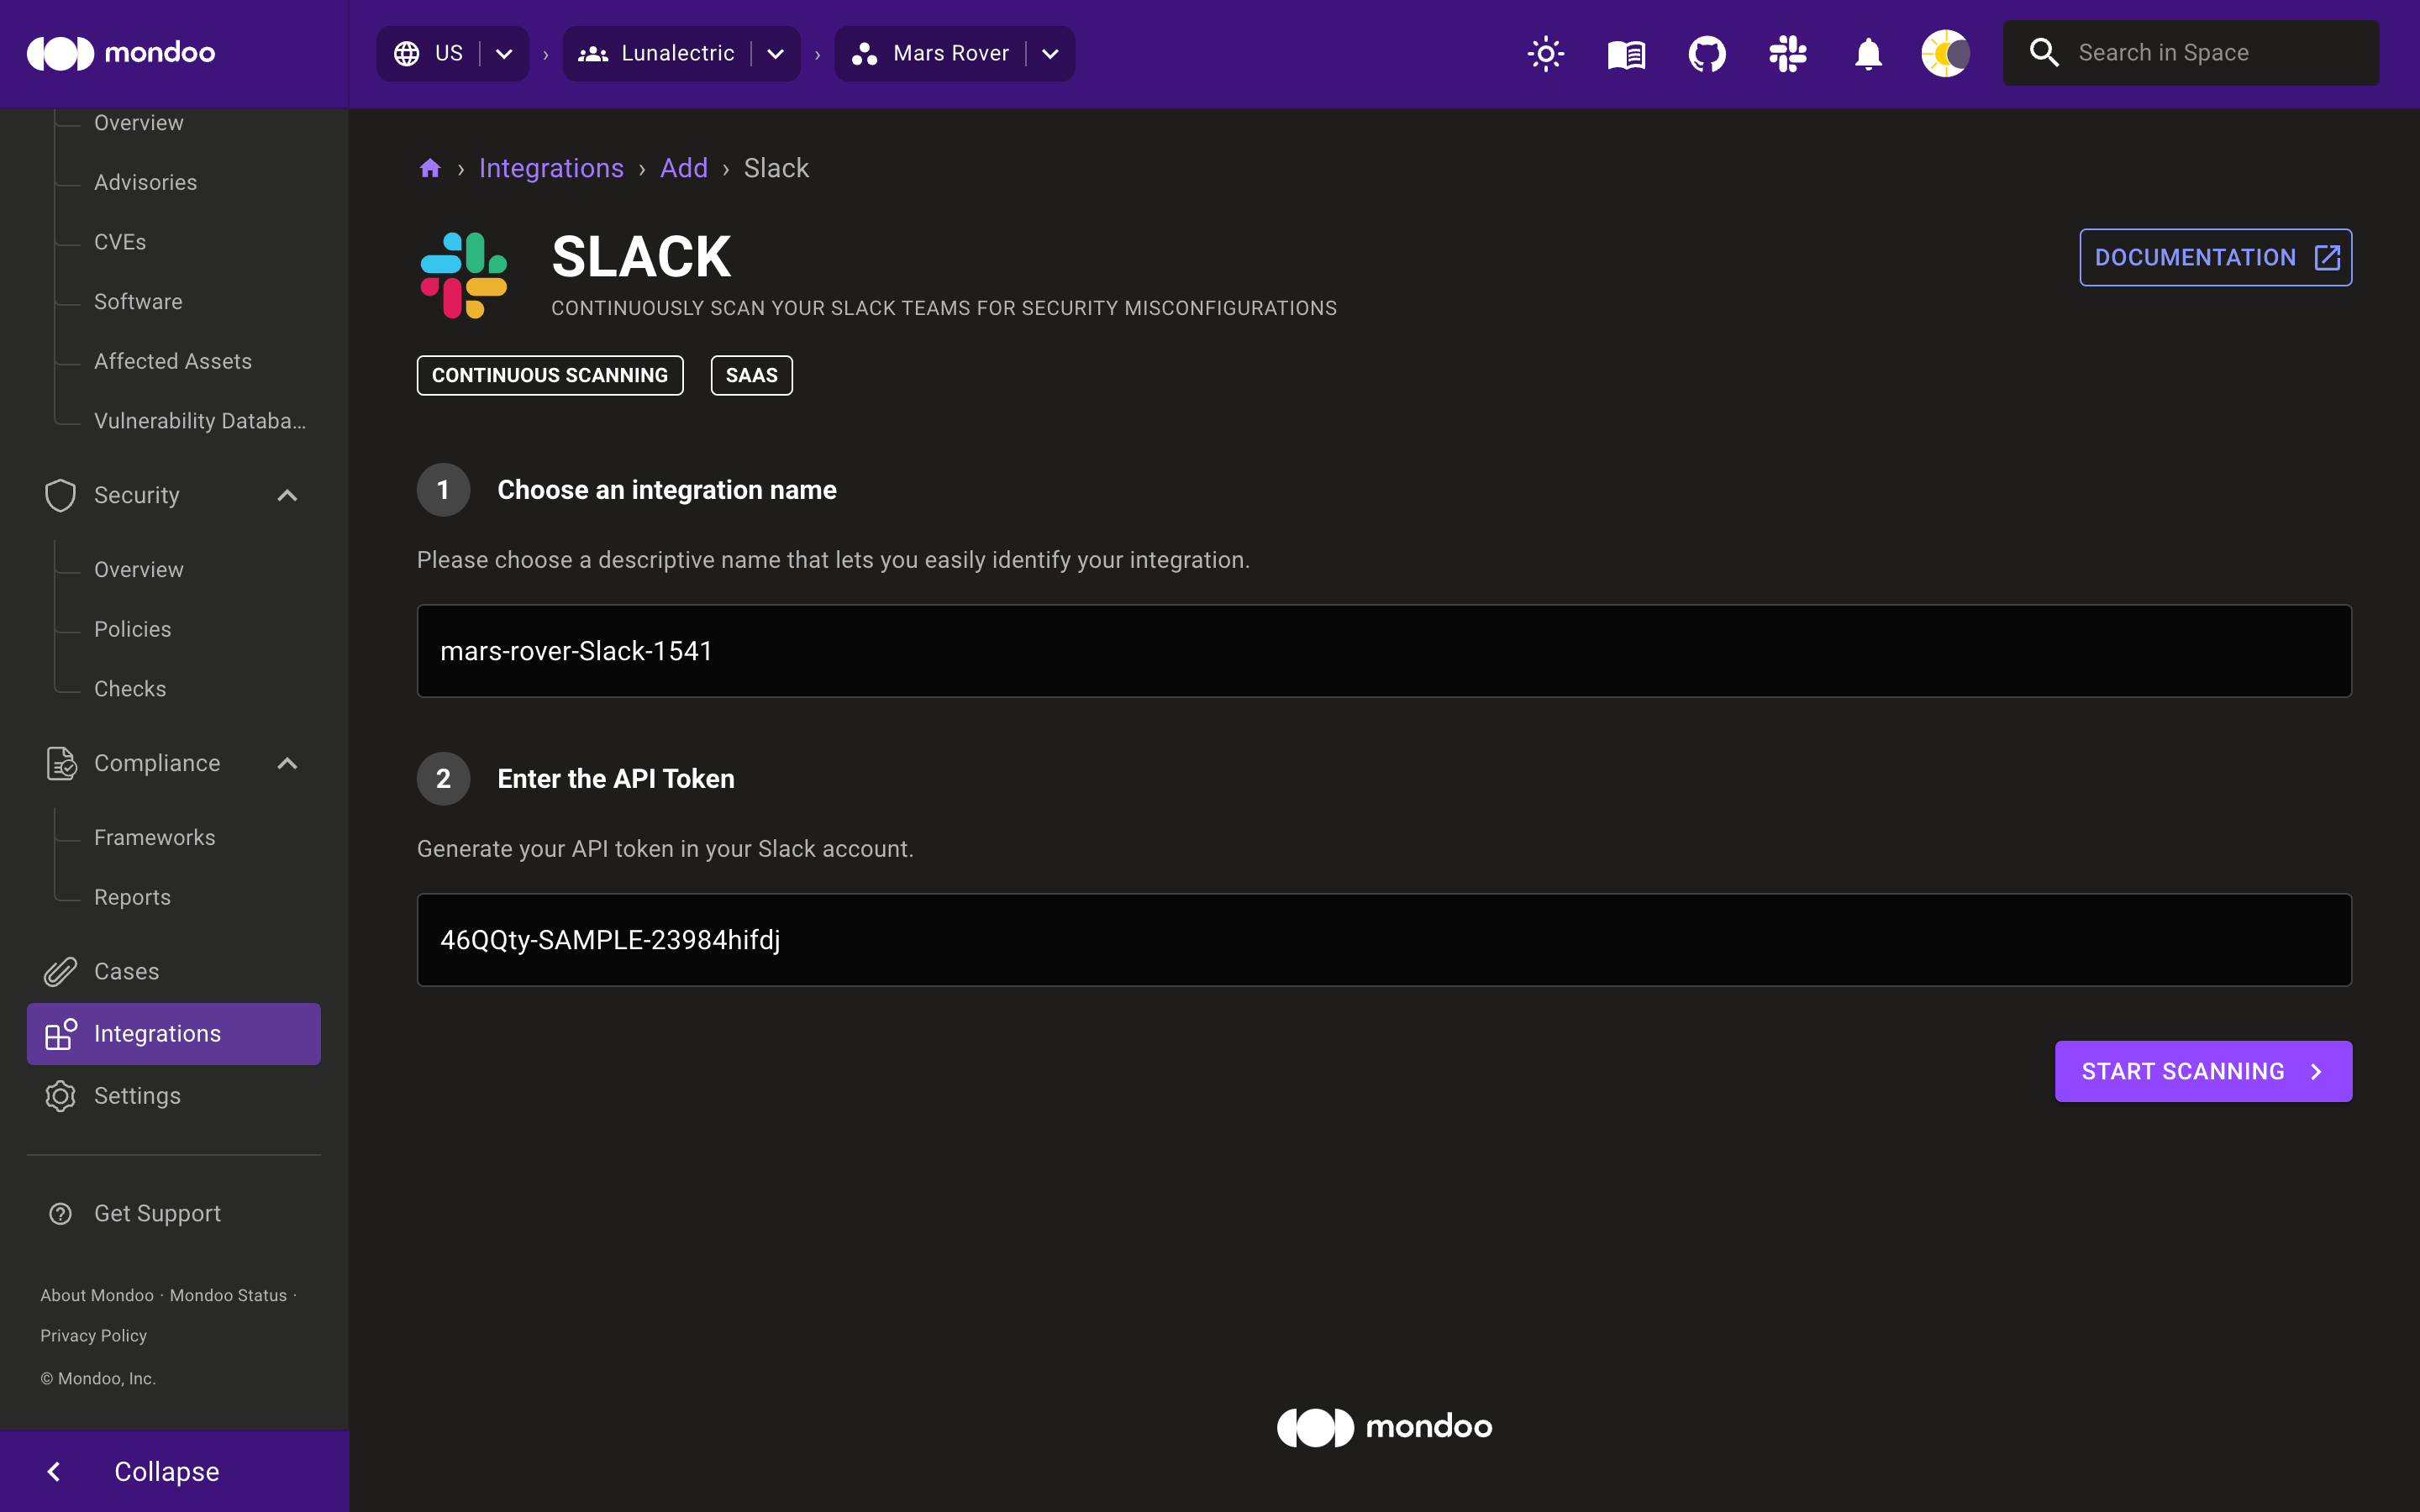 mondoo
US
Lunalectric
Mars Rover
Search in Space
Overview
Advisories
CVEs
Software
Affected Assets
Vulnerability Databa...
Security
Overview
Policies
Checks
Compliance
Frameworks
Reports
Cases
Integrations
Settings
Get Support
About Mondoo · Mondoo Status ·
Privacy Policy
© Mondoo, Inc.
Collapse
Integrations › Add › Slack
SLACK
CONTINUOUSLY SCAN YOUR SLACK TEAMS FOR SECURITY MISCONFIGURATIONS
DOCUMENTATION
CONTINUOUS SCANNING
SAAS
1 Choose an integration name
Please choose a descriptive name that lets you easily identify your integration.
mars-rover-Slack-1541
2 Enter the API Token
Generate your API token in your Slack account.
46QQty-SAMPLE-23984hifdj
START SCANNING
mondoo